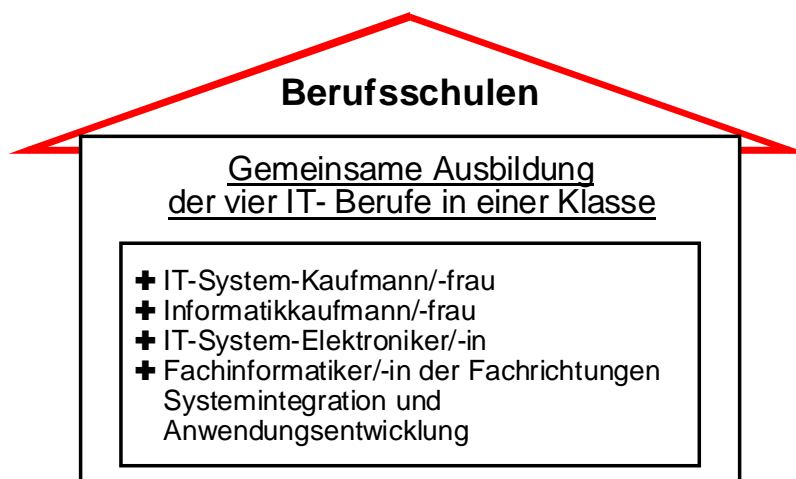 Berufsschulen
Gemeinsame Ausbildung
der vier IT- Berufe in einer Klasse
✚ IT-System-Kaufmann/-frau
✚ Informatikkaufmann/-frau
✚ IT-System-Elektroniker/-in
✚ Fachinformatiker/-in der Fachrichtungen
Systemintegration und
Anwendungsentwicklung